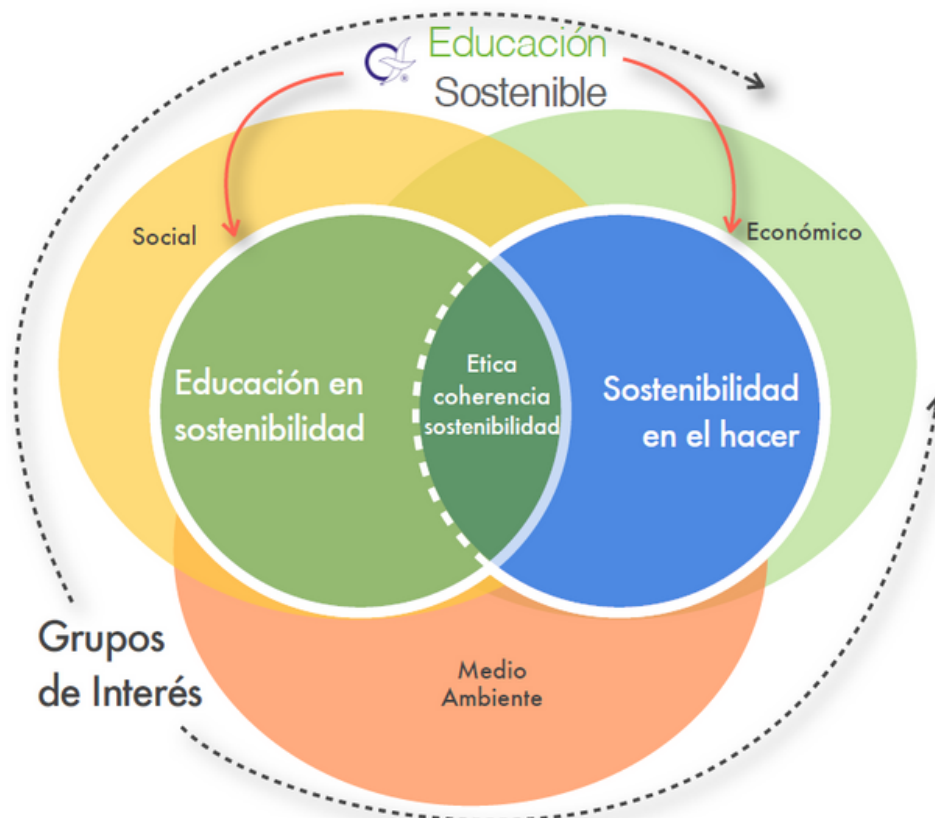 Educación
Sostenible
Social
Económico
Educación en
sostenibilidad
Etica
coherencia
sostenibilidad
Sostenibilidad
en el hacer
Grupos
de Interés
Medio
Ambiente